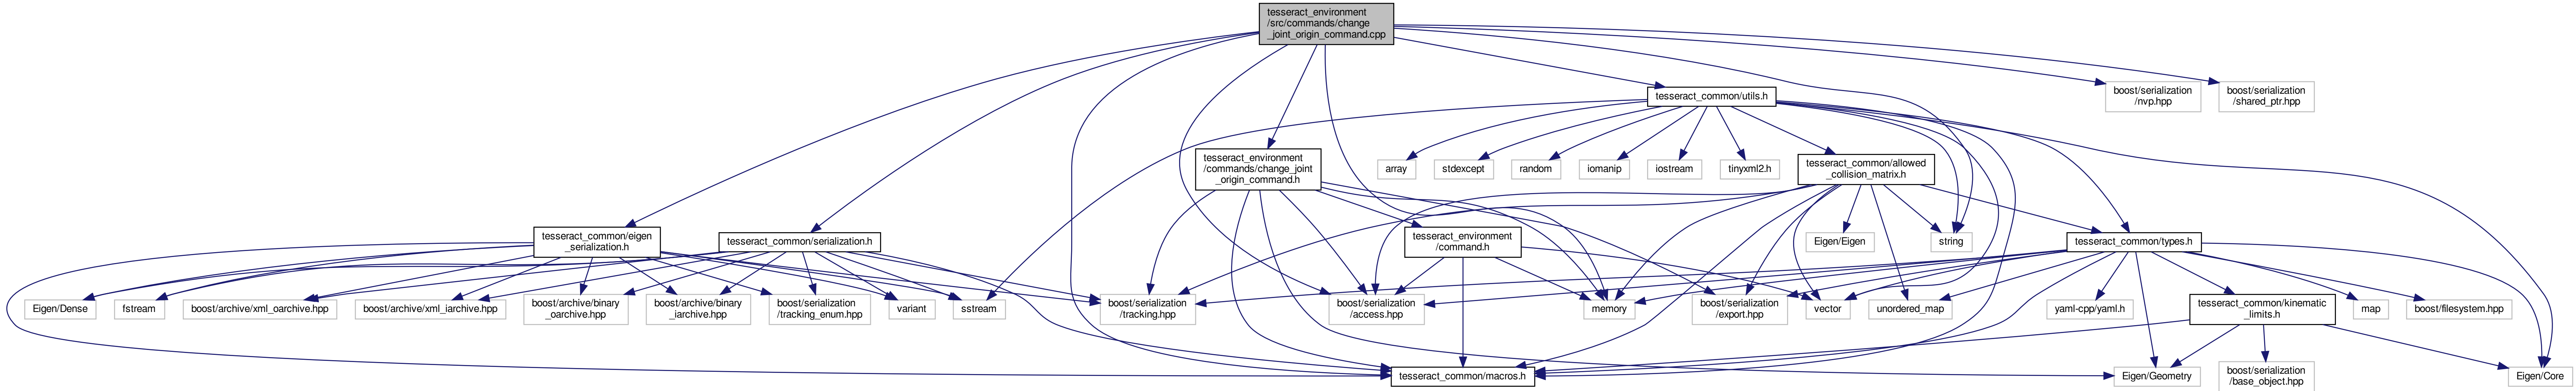 tesseract_environment
/src/commands/change
_joint_origin_command.cpp
boost/serialization
/nvp.hpp
boost/serialization
/shared_ptr.hpp
tesseract_common/utils.h
tesseract_environment
/commands/change_joint
_origin_command.h
array
stdexcept
random
iomanip
iostream
tinyxml2.h
tesseract_common/allowed
_collision_matrix.h
tesseract_common/eigen
_serialization.h
tesseract_common/serialization.h
tesseract_environment
/command.h
Eigen/Eigen
string
tesseract_common/types.h
Eigen/Dense
fstream
boost/archive/xml_oarchive.hpp
boost/archive/xml_iarchive.hpp
boost/archive/binary
_oarchive.hpp
boost/archive/binary
_iarchive.hpp
boost/serialization
/tracking_enum.hpp
variant
sstream
boost/serialization
/tracking.hpp
boost/serialization
/access.hpp
memory
boost/serialization
/export.hpp
vector
unordered_map
yaml-cpp/yaml.h
tesseract_common/kinematic
_limits.h
map
boost/filesystem.hpp
tesseract_common/macros.h
Eigen/Geometry
boost/serialization
/base_object.hpp
Eigen/Core